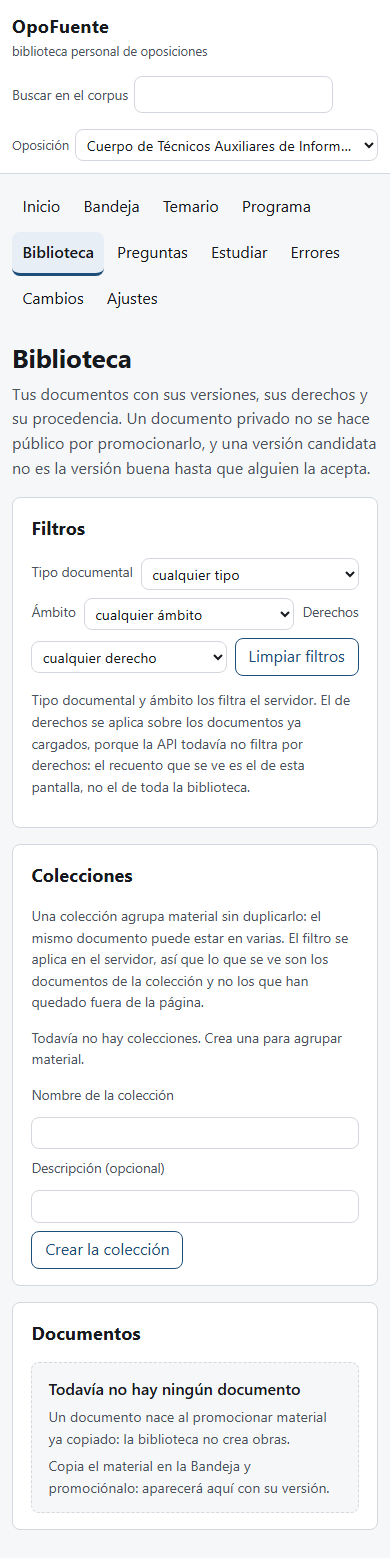 OpoFuente
biblioteca personal de oposiciones
Buscar en el corpus
Oposición Cuerpo de Técnicos Auxiliares de Inform...
Inicio Bandeja Temario Programa
Biblioteca Preguntas Estudiar Errores
Cambios Ajustes
Biblioteca
Tus documentos con sus versiones, sus derechos y
su procedencia. Un documento privado no se hace
público por promocionarlo, y una versión candidata
no es la versión buena hasta que alguien la acepta.
Filtros
Tipo documental cualquier tipo
Ámbito cualquier ámbito Derechos
cualquier derecho Limpiar filtros
Tipo documental y ámbito los filtra el servidor. El de
derechos se aplica sobre los documentos ya
cargados, porque la API todavía no filtra por
derechos: el recuento que se ve es el de esta
pantalla, no el de toda la biblioteca.
Colecciones
Una colección agrupa material sin duplicarlo: el
mismo documento puede estar en varias. El filtro se
aplica en el servidor, así que lo que se ve son los
documentos de la colección y no los que han
quedado fuera de la página.
Todavía no hay colecciones. Crea una para agrupar
material.
Nombre de la colección
Descripción (opcional)
Crear la colección
Documentos
Todavía no hay ningún documento
Un documento nace al promocionar material
ya copiado: la biblioteca no crea obras.
Copia el material en la Bandeja y
promociónalo: aparecerá aquí con su versión.